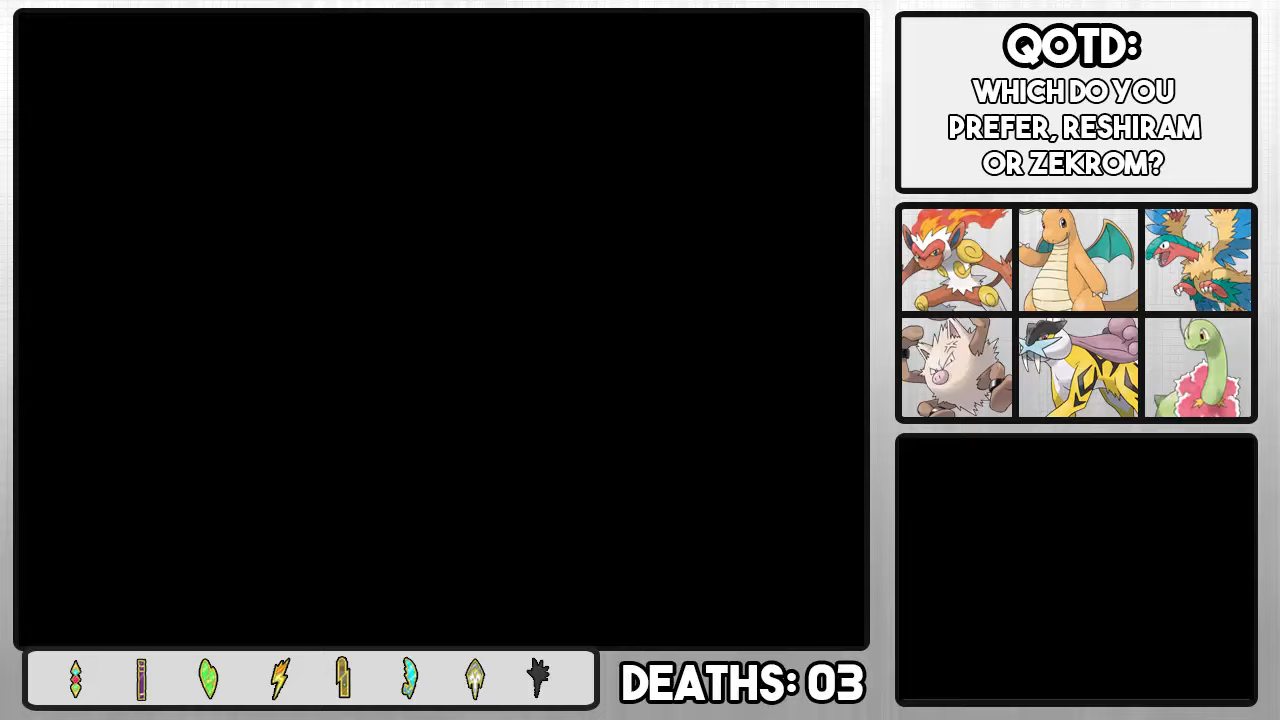 QOTD:
WHICH DO YOU
PREFER, RESHIRAM
OR ZEKROM?
DEATHS: 03